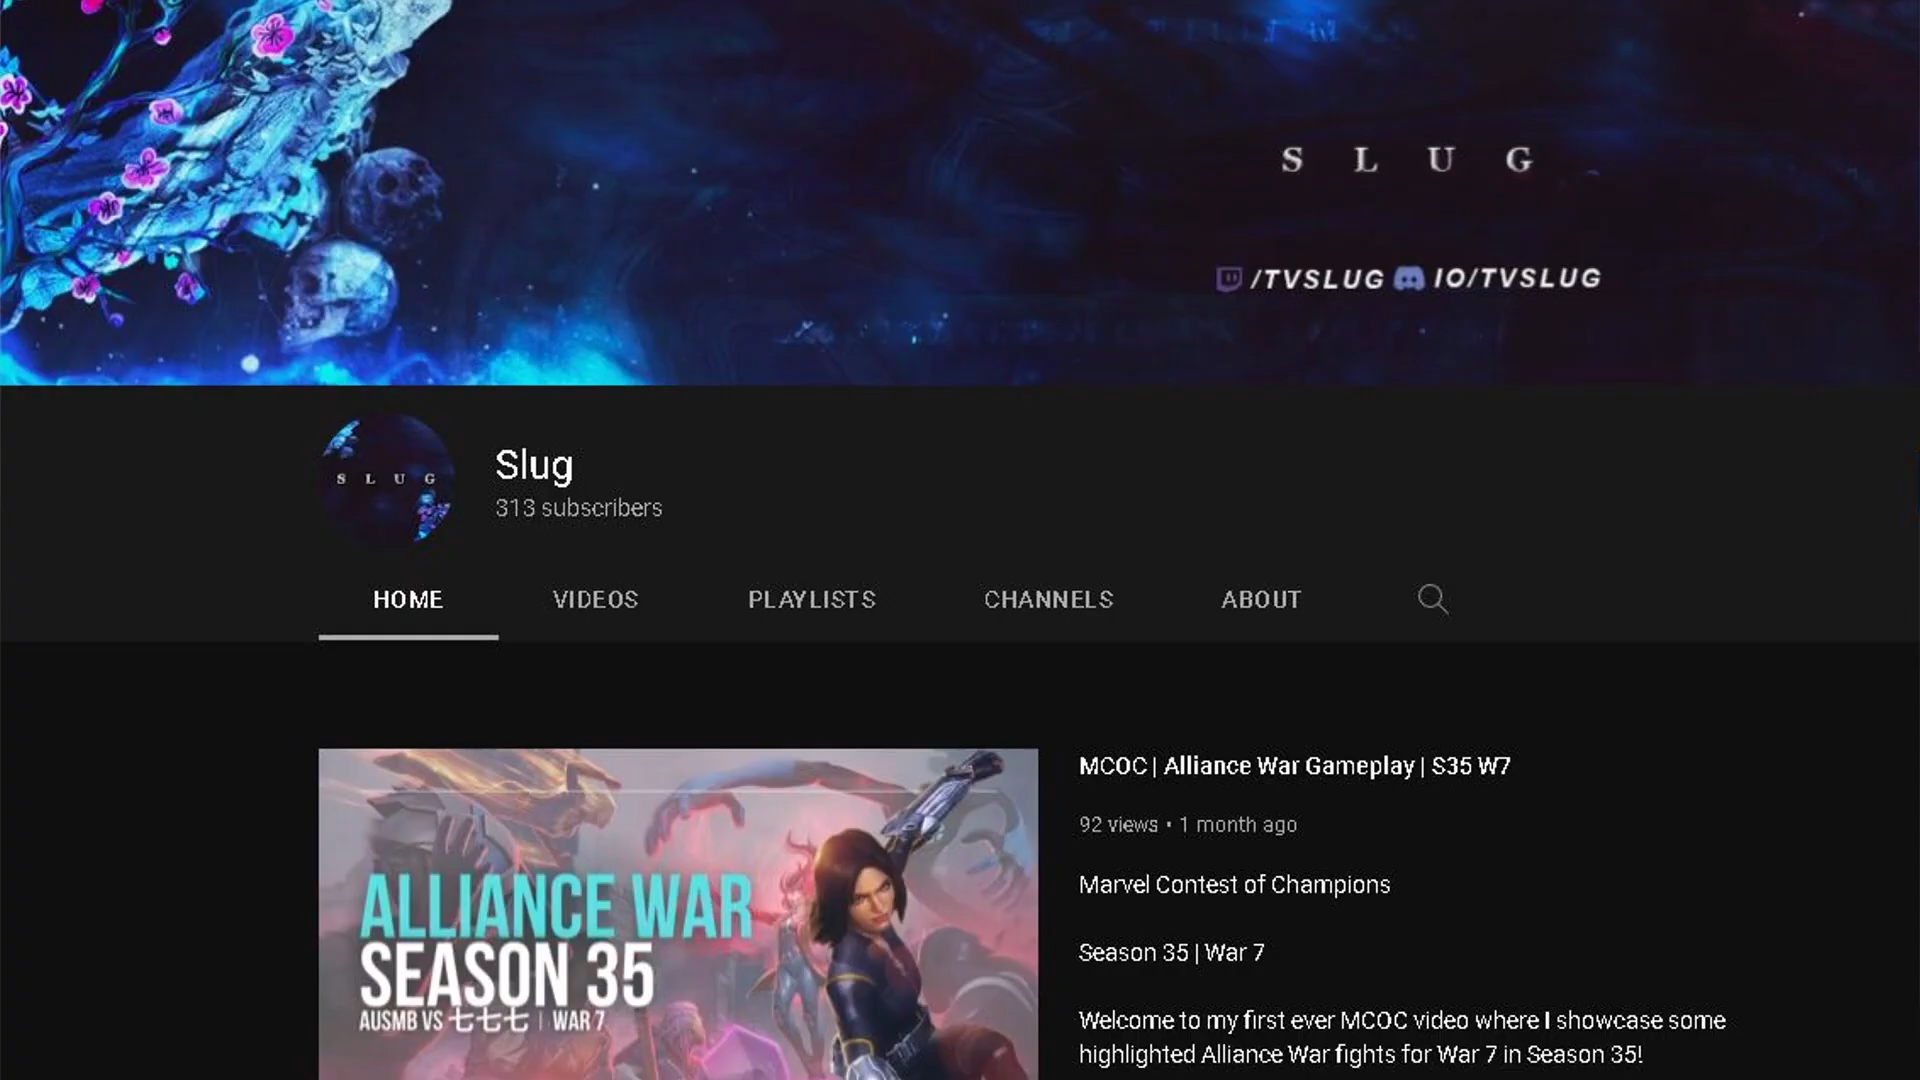 S L U G
/TVSLUG IO/TVSLUG
S L U G
Slug
313 subscribers
HOME VIDEOS PLAYLISTS CHANNELS ABOUT
MCOC | Alliance War Gameplay | S35 W7
92 views • 1 month ago
Marvel Contest of Champions
Season 35 | War 7
Welcome to my first ever MCOC video where I showcase some
highlighted Alliance War fights for War 7 in Season 35!
ALLIANCE WAR
SEASON 35
AUSMB VS セセセ | WAR 7